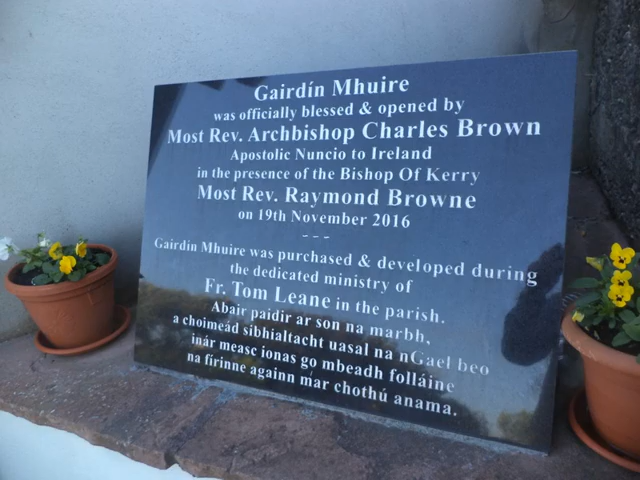 Gairdín Mhuire
was officially blessed & opened by
Most Rev. Archbishop Charles Brown
Apostolic Nuncio to Ireland
in the presence of the Bishop Of Kerry
Most Rev. Raymond Browne
on 19th November 2016
- - -
Gairdín Mhuire was purchased & developed during
the dedicated ministry of
Fr. Tom Leane in the parish.
Abair paidir ar son na marbh,
a choimeád sibhialtacht uasal na nGael beo
inár measc ionas go mbeadh folláine
na fírinne againn mar chothú anama.